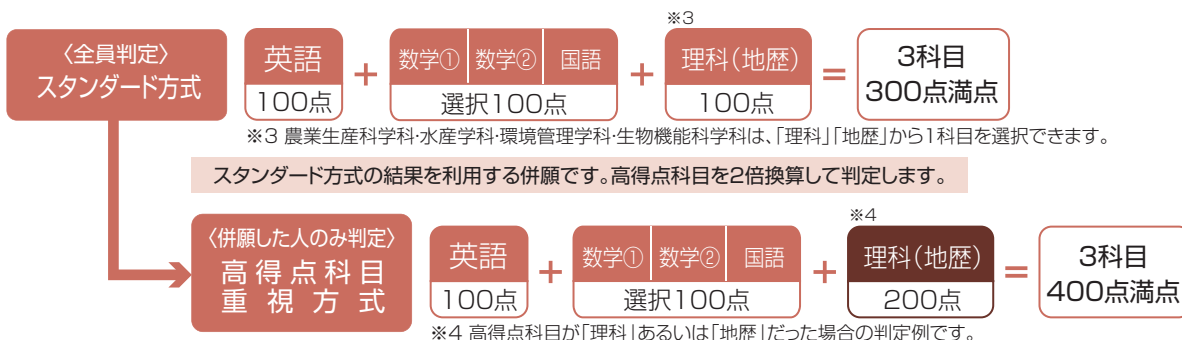 〈全員判定〉
スタンダード方式
英語
100点
+
数学① 数学② 国語
選択100点
+
※3
理科(地歴)
100点
=
3科目
300点満点
※3 農業生産科学科・水産学科・環境管理学科・生物機能科学科は、「理科」「地歴」から1科目を選択できます。
スタンダード方式の結果を利用する併願です。高得点科目を2倍換算して判定します。
〈併願した人のみ判定〉
高得点科目
重視方式
英語
100点
+
数学① 数学② 国語
選択100点
+
※4
理科(地歴)
200点
=
3科目
400点満点
※4 高得点科目が「理科」あるいは「地歴」だった場合の判定例です。